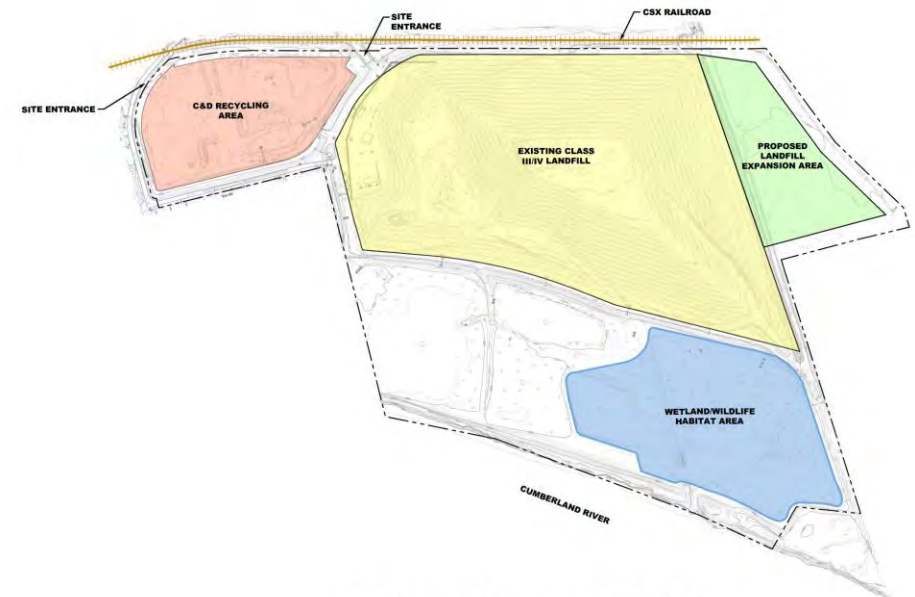 CSX RAILROAD
SITE
ENTRANCE
SITE ENTRANCE
C&D RECYCLING
AREA
EXISTING CLASS
III/IV LANDFILL
PROPOSED
LANDFILL
EXPANSION AREA
WETLAND/WILDLIFE
HABITAT AREA
CUMBERLAND RIVER